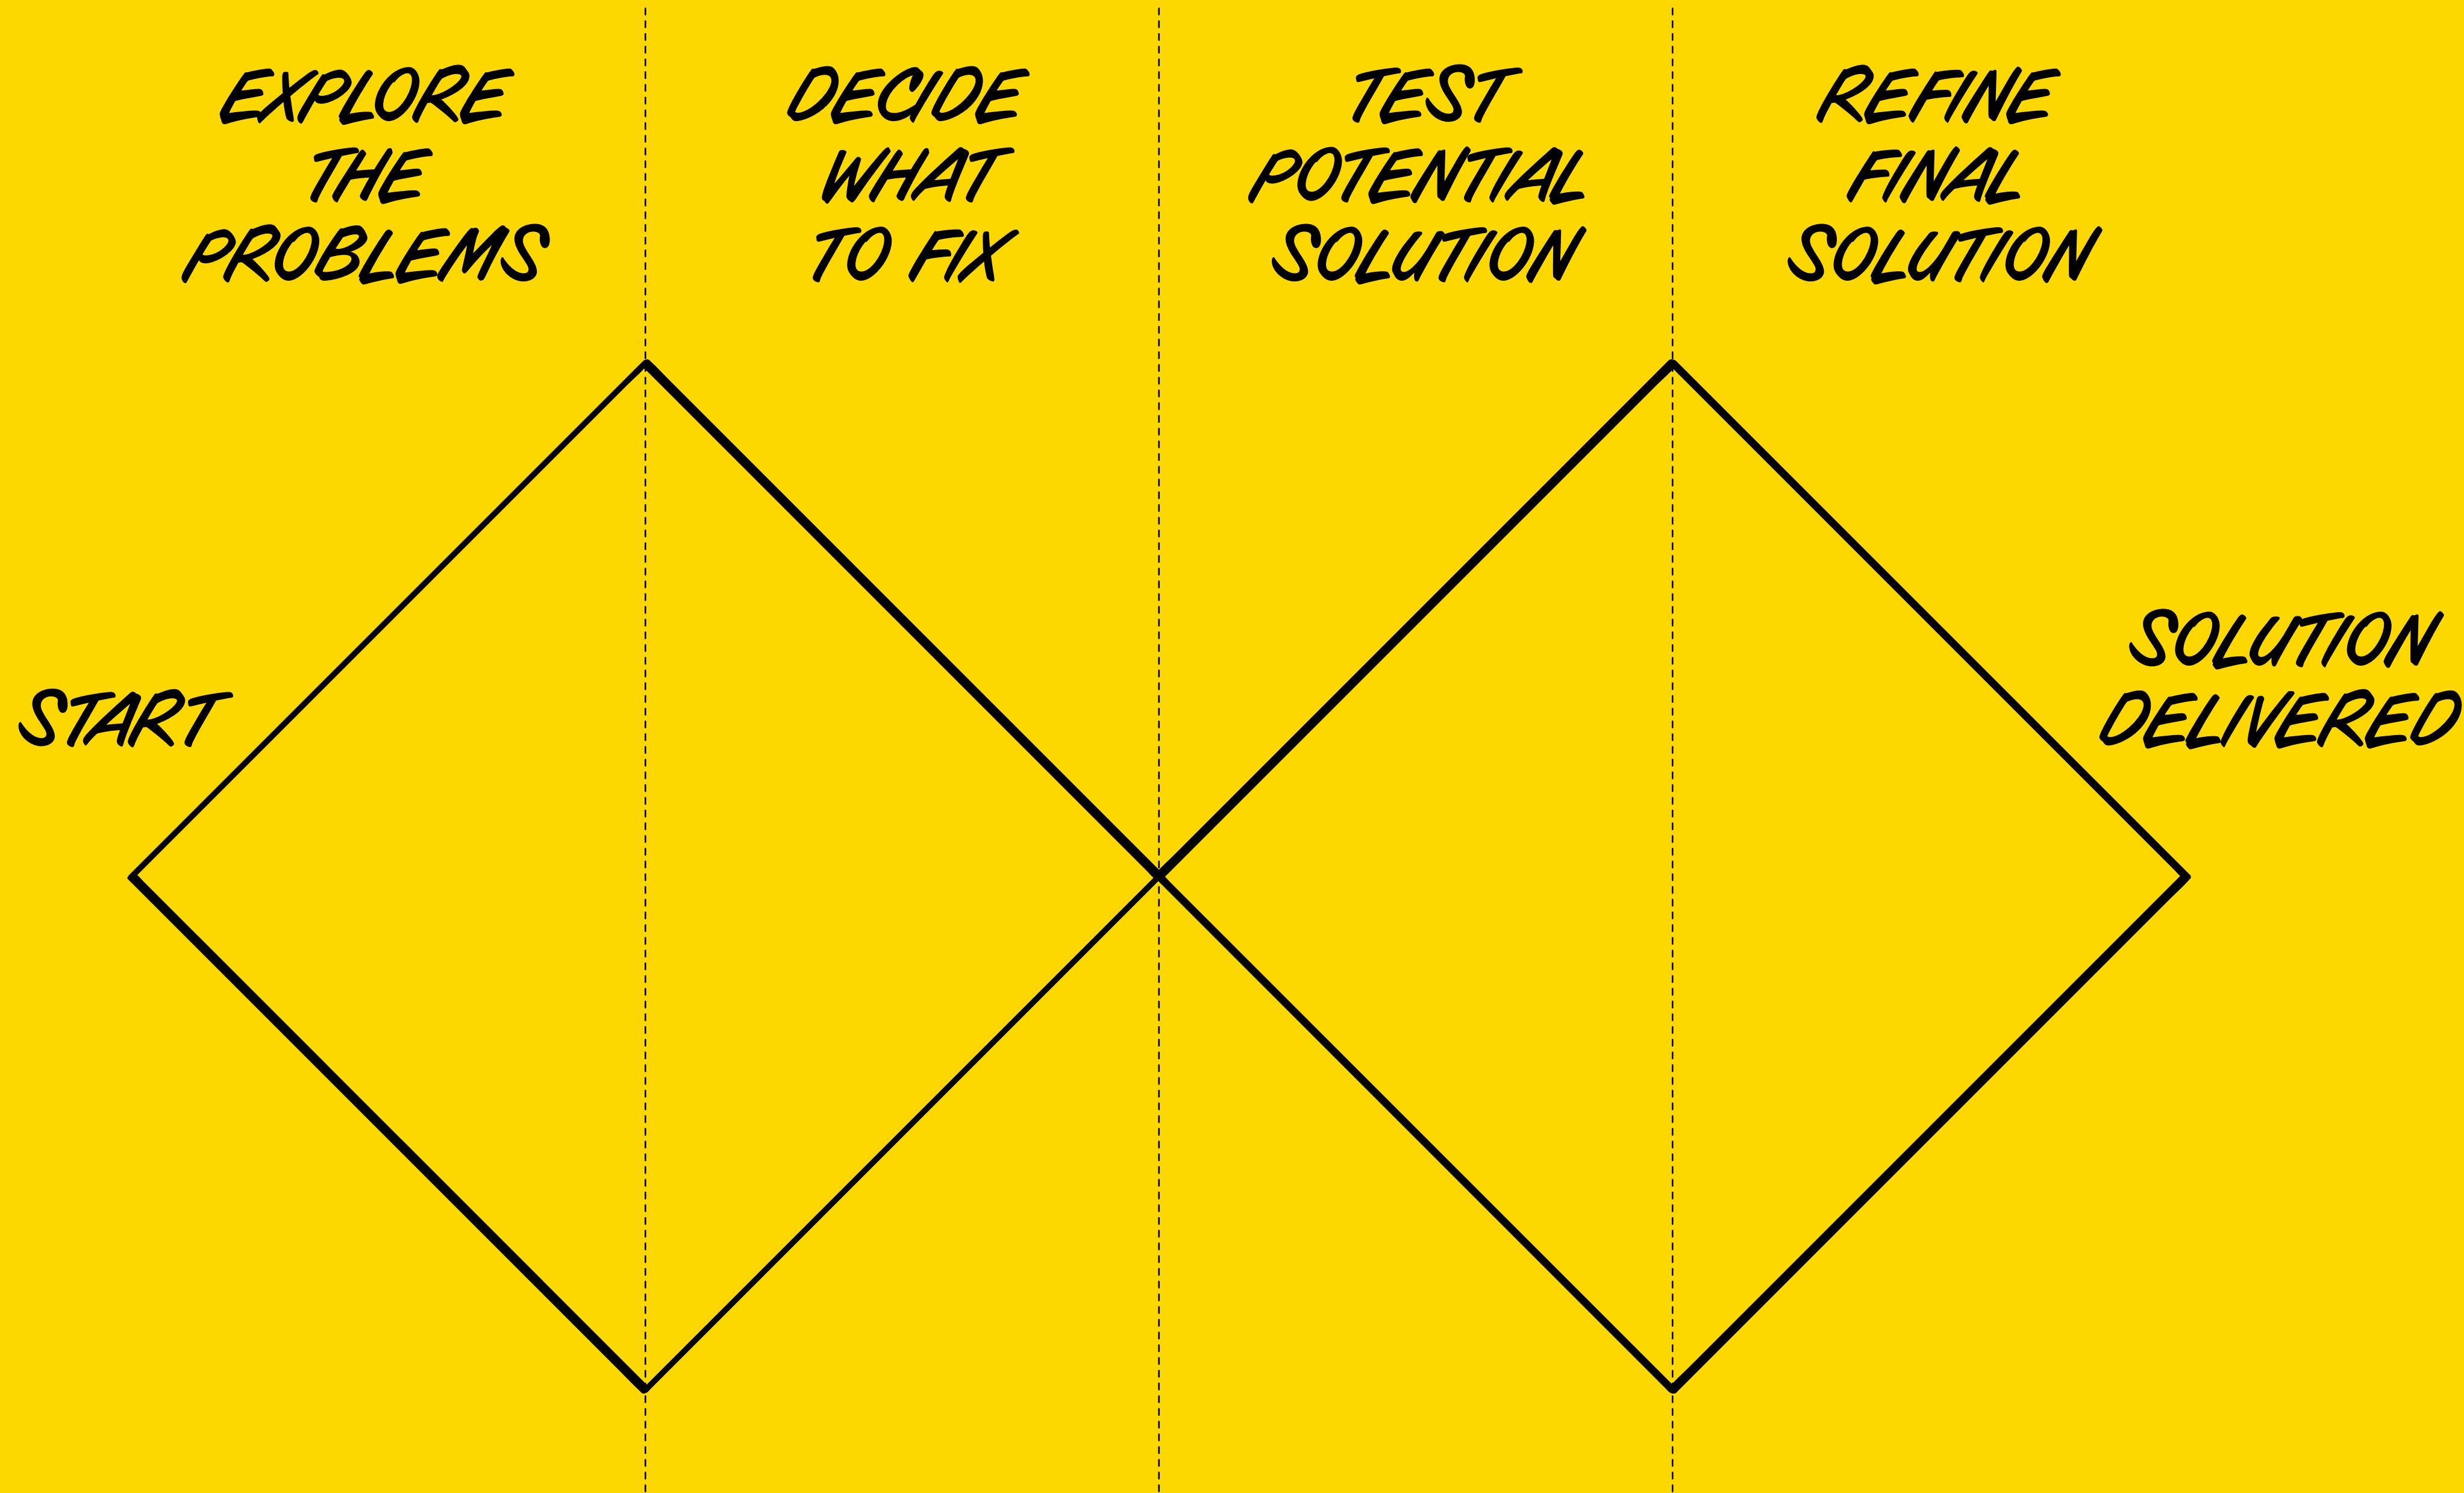 EXPLORE
THE
PROBLEMS
DECIDE
WHAT
TO FIX
TEST
POTENTIAL
SOLUTION
REFINE
FINAL
SOLUTION
START
SOLUTION
DELIVERED